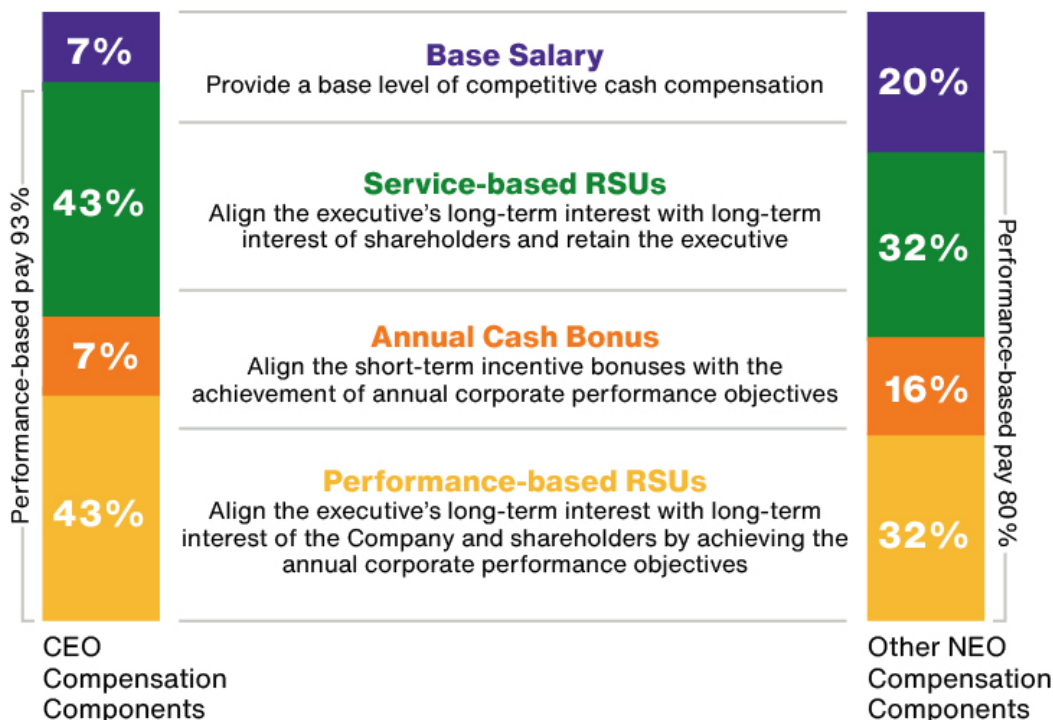 7%
Base Salary
Provide a base level of competitive cash compensation
20%
Performance-based pay 93%
43%
Service-based RSUs
Align the executive’s long-term interest with long-term
interest of shareholders and retain the executive
32%
Performance-based pay 80%
7%
Annual Cash Bonus
Align the short-term incentive bonuses with the
achievement of annual corporate performance objectives
16%
43%
Performance-based RSUs
Align the executive’s long-term interest with long-term
interest of the Company and shareholders by achieving the
annual corporate performance objectives
32%
CEO
Compensation
Components
Other NEO
Compensation
Components